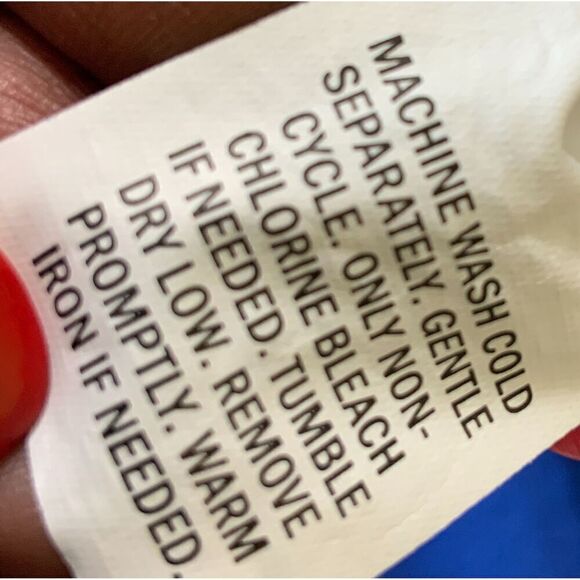 MACHINE WASH COLD
SEPARATELY. GENTLE
CYCLE. ONLY NON-
CHLORINE BLEACH
IF NEEDED. TUMBLE
DRY LOW. REMOVE
PROMPTLY. WARM
IRON IF NEEDED.